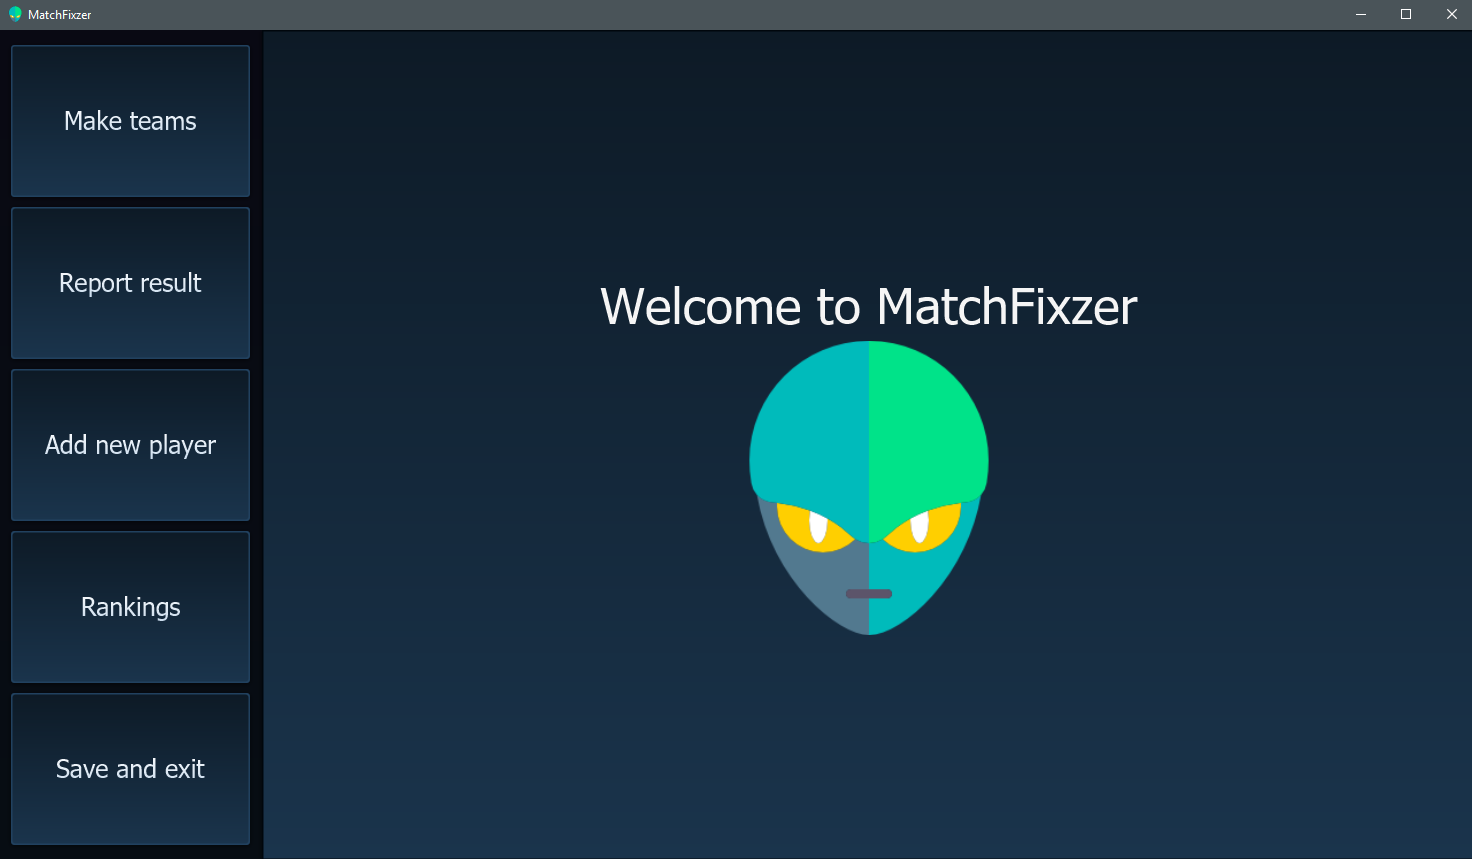 MatchFixzer
Make teams
Report result
Add new player
Rankings
Save and exit
Welcome to MatchFixzer